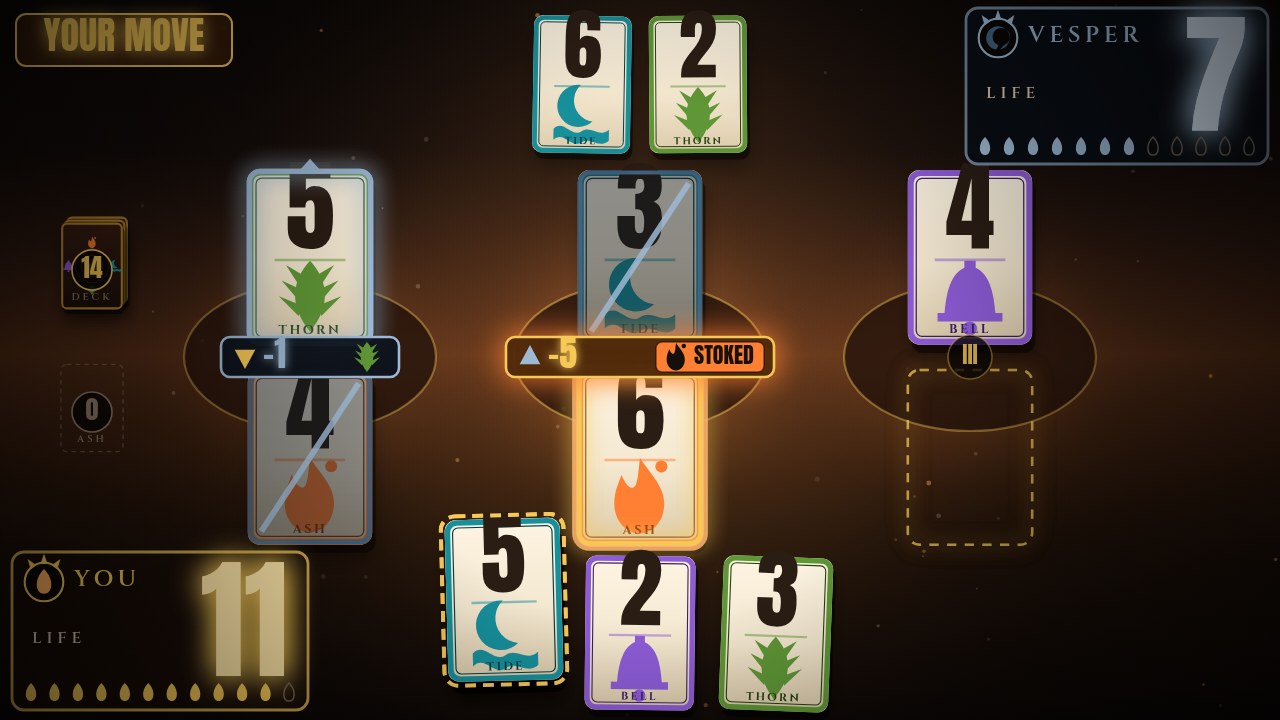 YOUR MOVE
6
TIDE
2
THORN
VESPER
7
LIFE
5
THORN
3
TIDE
4
BELL
14
DECK
-1
-5
STOKED
III
0
ASH
4
ASH
6
ASH
YOU
11
LIFE
5
TIDE
2
BELL
3
THORN